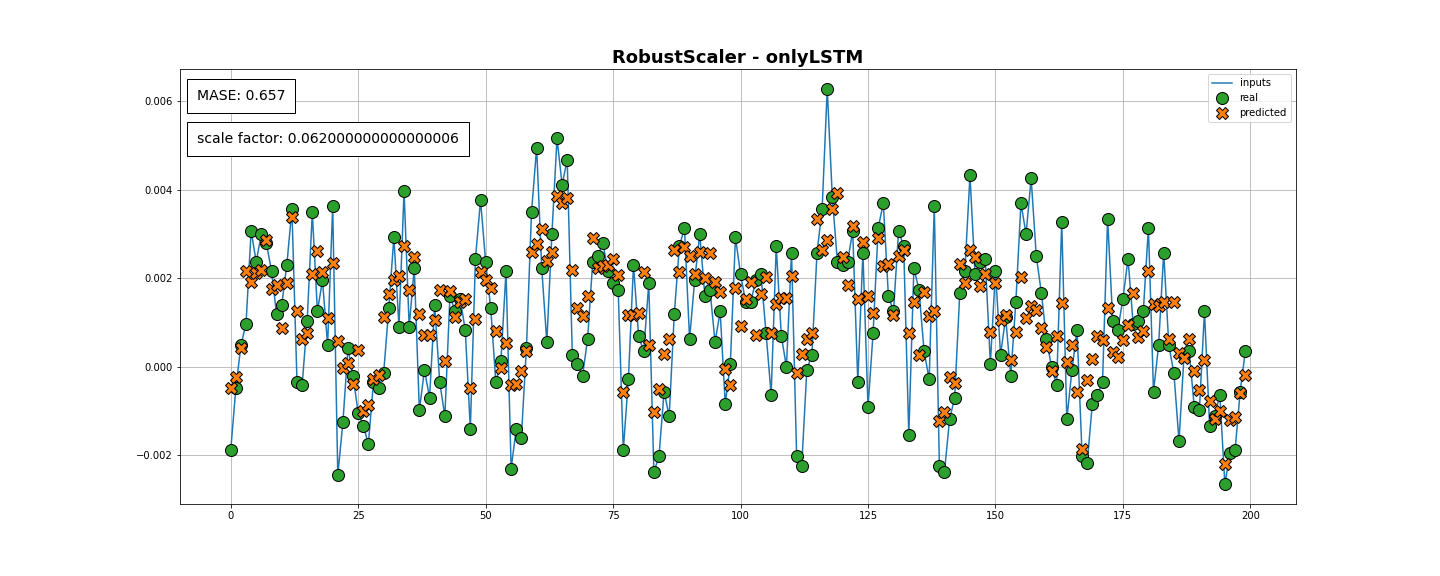 RobustScaler - onlyLSTM
MASE: 0.657
scale factor: 0.062000000000000006
inputs
real
predicted
0.006
0.004
0.002
0.000
−0.002
0 25 50 75 100 125 150 175 200